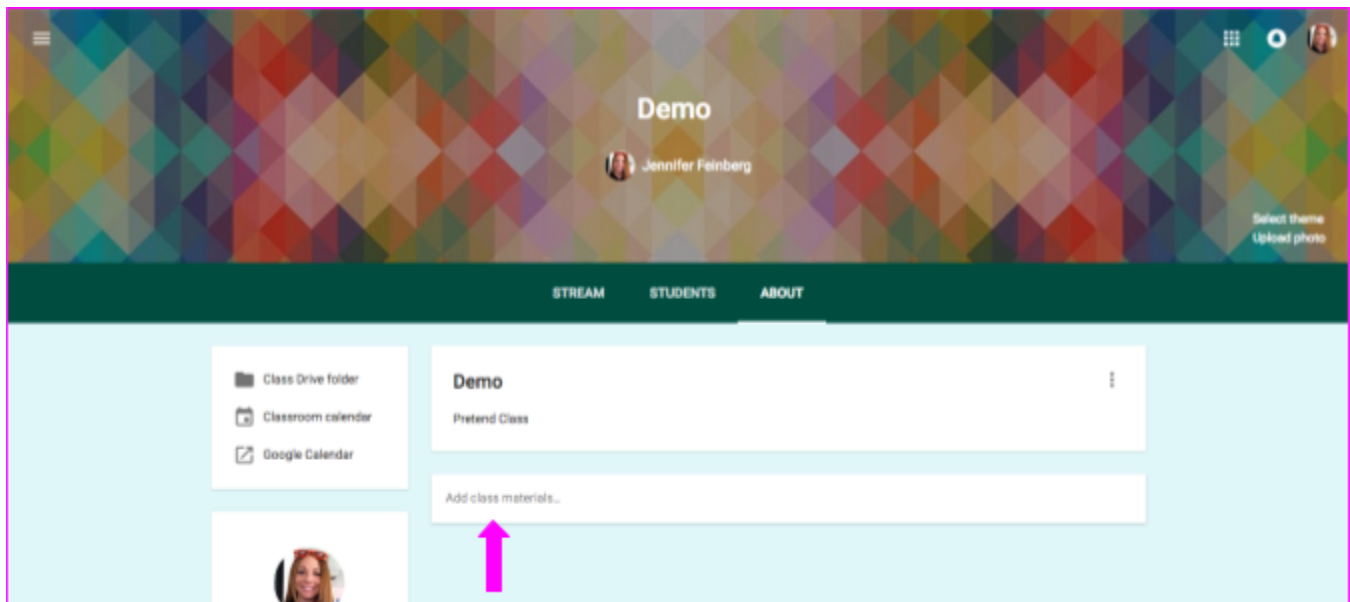 Demo
Jennifer Feinberg
Select theme
Upload photo
STREAM STUDENTS ABOUT
Class Drive folder
Classroom calendar
Google Calendar
Demo
Pretend Class
Add class materials...